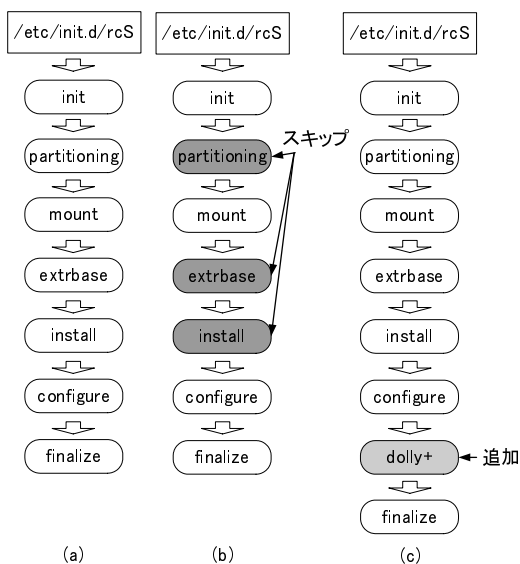 /etc/init.d/rcS
init
partitioning
mount
extrbase
install
configure
finalize
(a)
/etc/init.d/rcS
init
partitioning
スキップ
mount
extrbase
install
configure
finalize
(b)
/etc/init.d/rcS
init
partitioning
mount
extrbase
install
configure
dolly+
追加
finalize
(c)